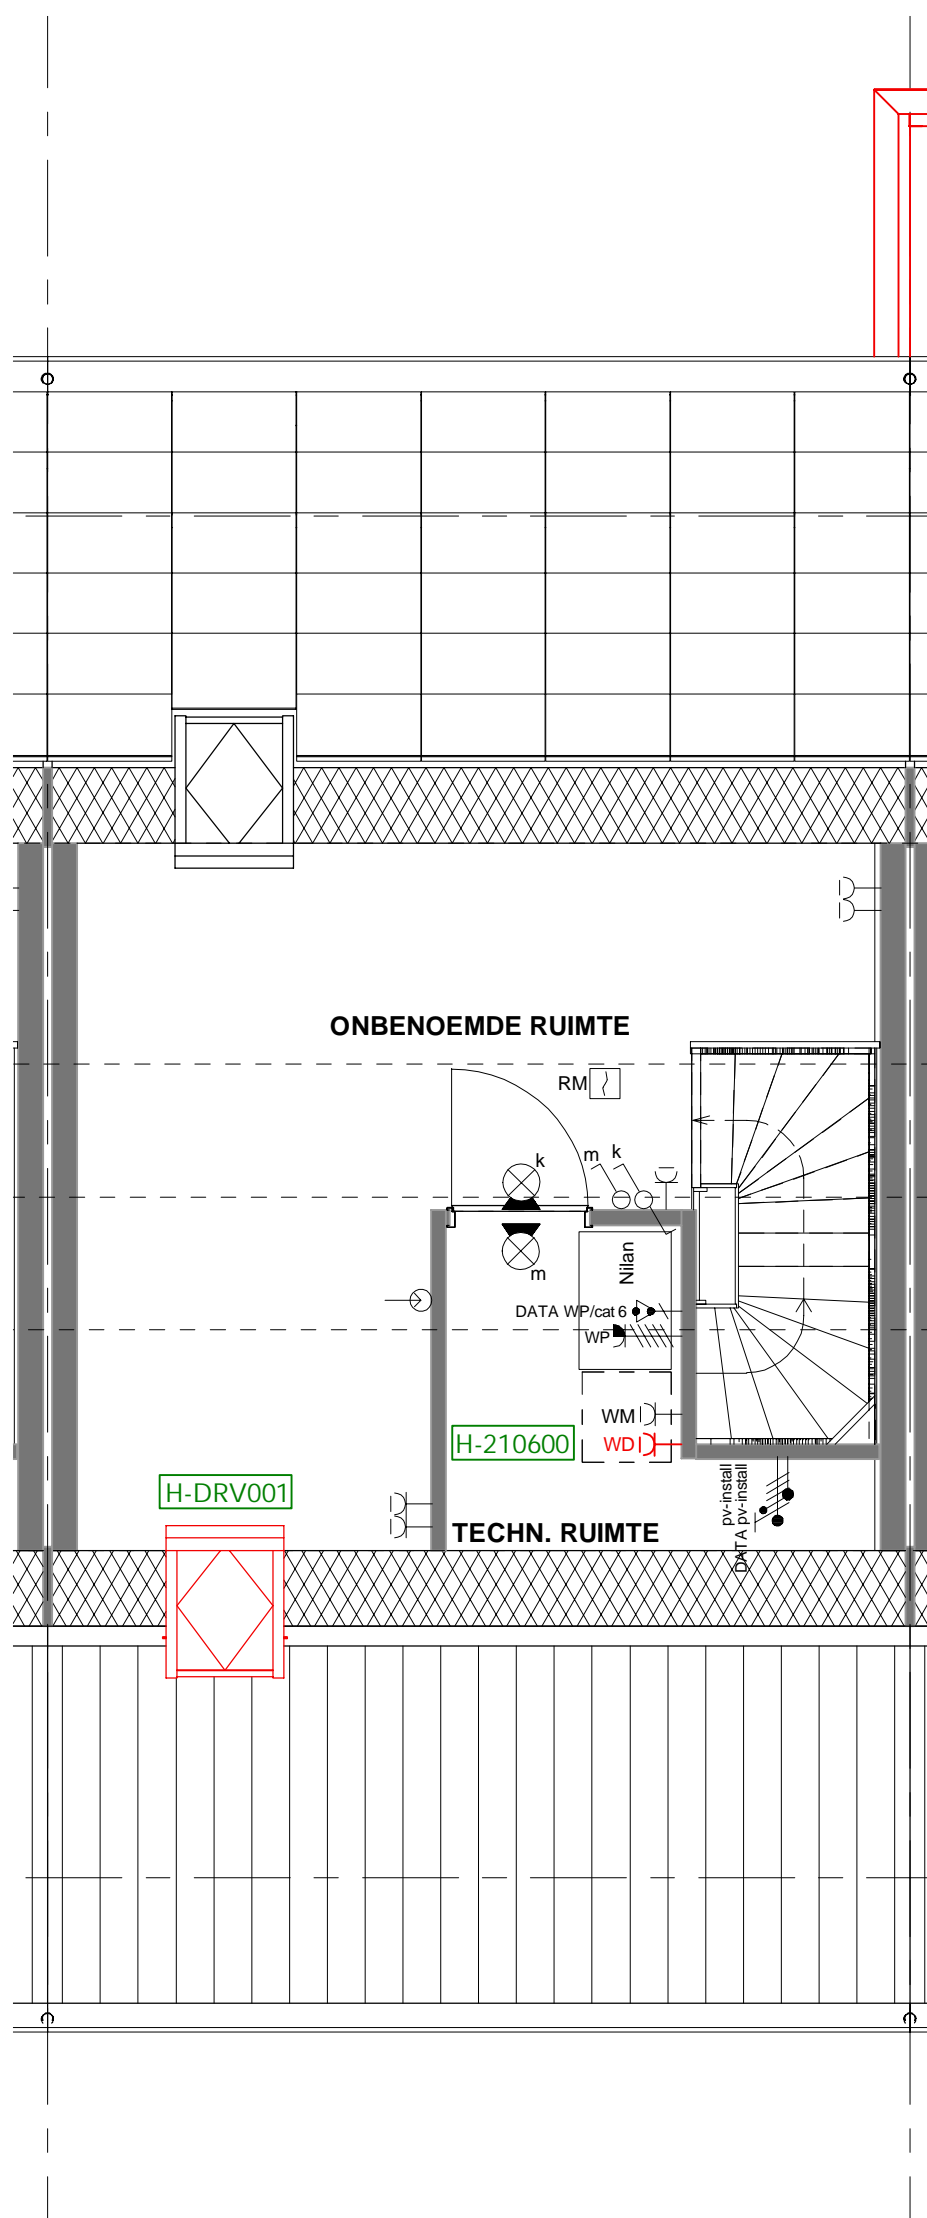 ONBENOEMDE RUIMTE
RM
k
m k
m
Nilan
DATA WP/cat 6
WP
WM
WD
H-210600
H-DRV001
TECHN. RUIMTE
pv-install
DATA pv-install